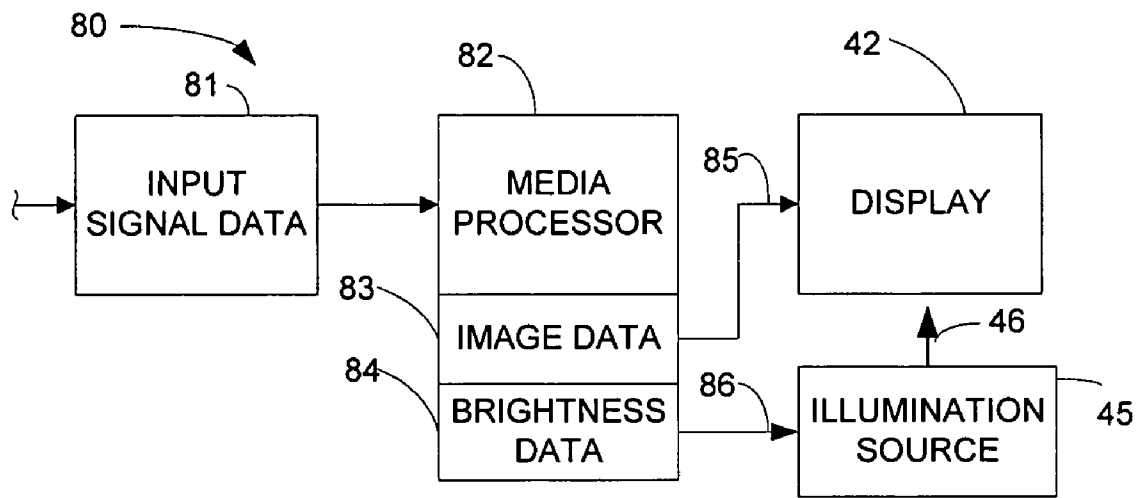 80
81
82
42
INPUT
SIGNAL DATA
MEDIA
PROCESSOR
85
DISPLAY
83
IMAGE DATA
46
84
BRIGHTNESS
DATA
86
ILLUMINATION
SOURCE
45